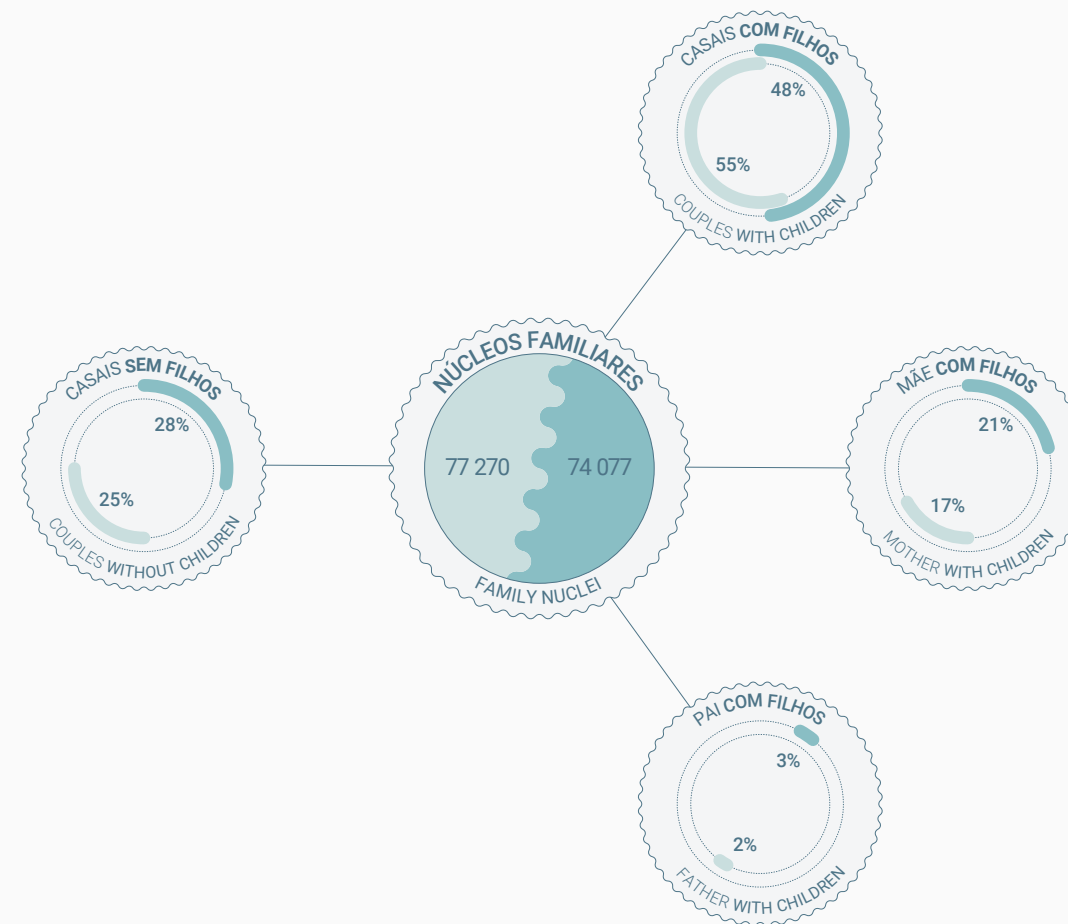 CASAIS COM FILHOS
48%
55%
COUPLES WITH CHILDREN
NÚCLEOS FAMILIARES
77 270
74 077
FAMILY NUCLEI
CASAIS SEM FILHOS
28%
25%
COUPLES WITHOUT CHILDREN
MÃE COM FILHOS
21%
17%
MOTHER WITH CHILDREN
PAI COM FILHOS
3%
2%
FATHER WITH CHILDREN